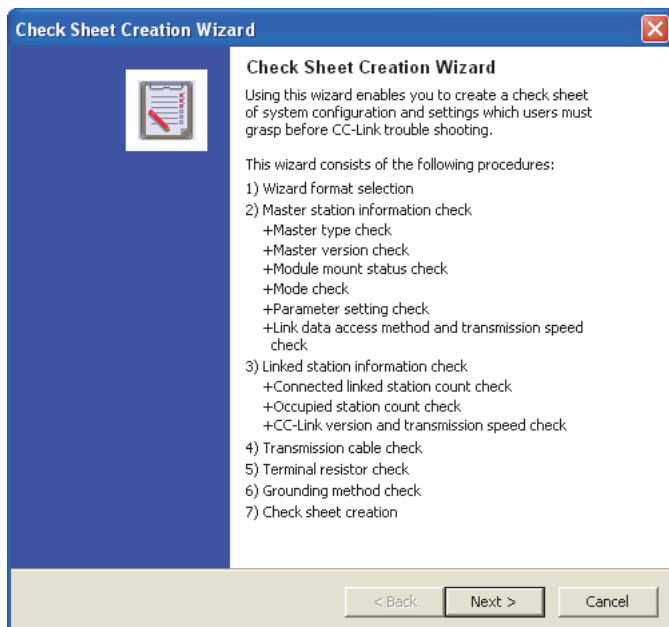 Check Sheet Creation Wizard
Check Sheet Creation Wizard
Using this wizard enables you to create a check sheet
of system configuration and settings which users must
grasp before CC-Link trouble shooting.
This wizard consists of the following procedures:
1) Wizard format selection
2) Master station information check
+Master type check
+Master version check
+Module mount status check
+Mode check
+Parameter setting check
+Link data access method and transmission speed
check
3) Linked station information check
+Connected linked station count check
+Occupied station count check
+CC-Link version and transmission speed check
4) Transmission cable check
5) Terminal resistor check
6) Grounding method check
7) Check sheet creation
< Back
Next >
Cancel